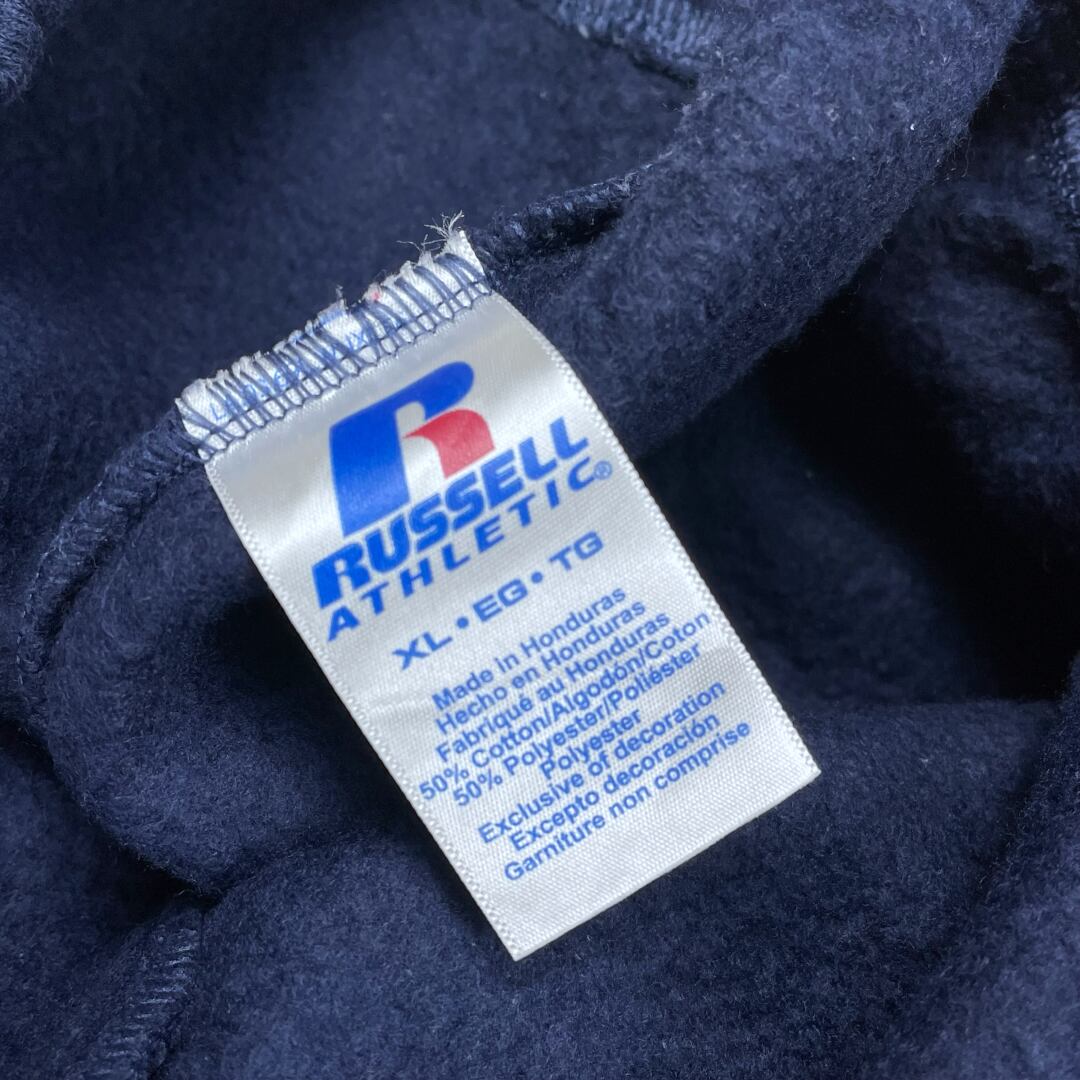 RUSSELL
ATHLETIC®
XL • EG • TG
Made in Honduras
Hecho en Honduras
Fabriqué au Honduras
50% Cotton/Algodón/Coton
50% Polyester/Poliéster
Polyester
Exclusive of decoration
Excepto decoración
Garniture non comprise